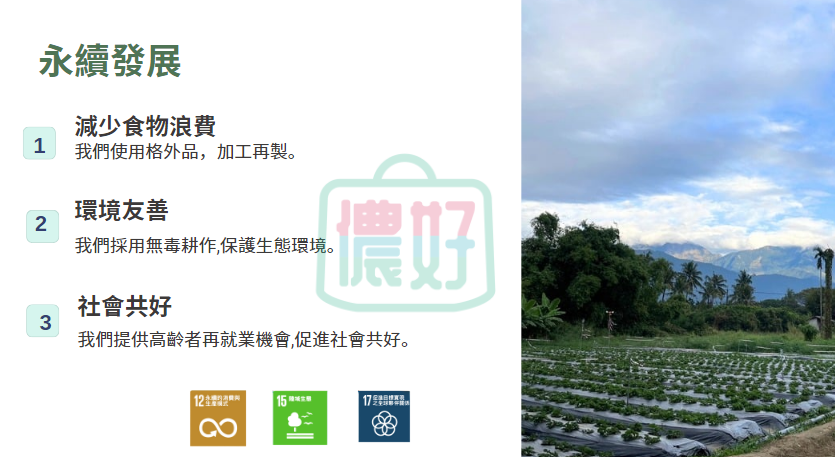 永續發展
1
減少食物浪費
我們使用格外品，加工再製。
2
環境友善
我們採用無毒耕作,保護生態環境。
儂好
3
社會共好
我們提供高齡者再就業機會,促進社會共好。
12 永續的消費與
生產模式
15 陸域生態
17 促進目標實現
之全球夥伴關係